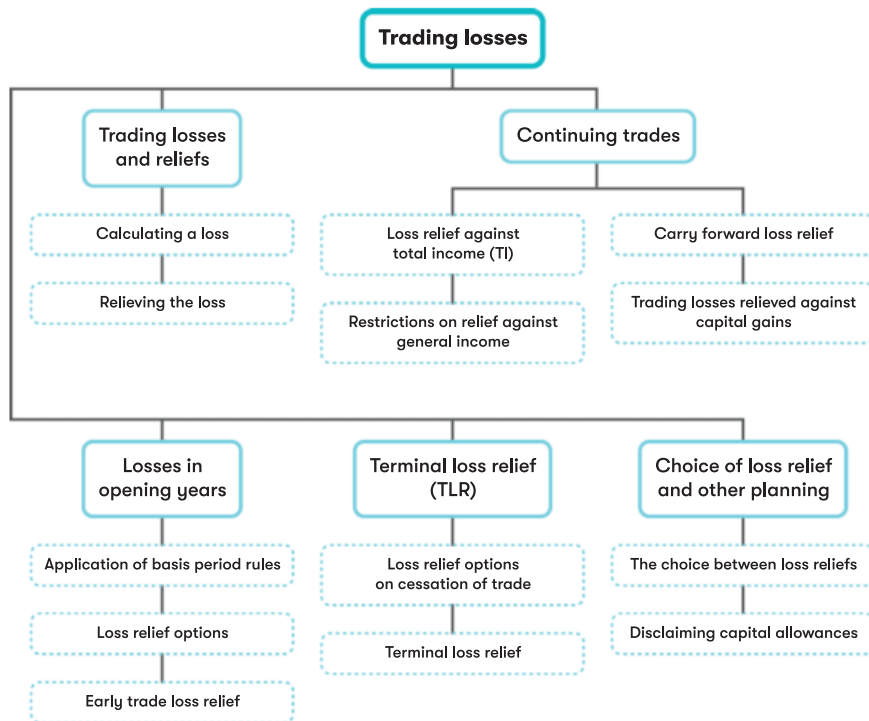 Trading losses
Trading losses
and reliefs
Continuing trades
Calculating a loss
Relieving the loss
Loss relief against
total income (TI)
Restrictions on relief against
general income
Carry forward loss relief
Trading losses relieved against
capital gains
Losses in
opening years
Terminal loss relief
(TLR)
Choice of loss relief
and other planning
Application of basis period rules
Loss relief options
Early trade loss relief
Loss relief options
on cessation of trade
Terminal loss relief
The choice between loss reliefs
Disclaiming capital allowances